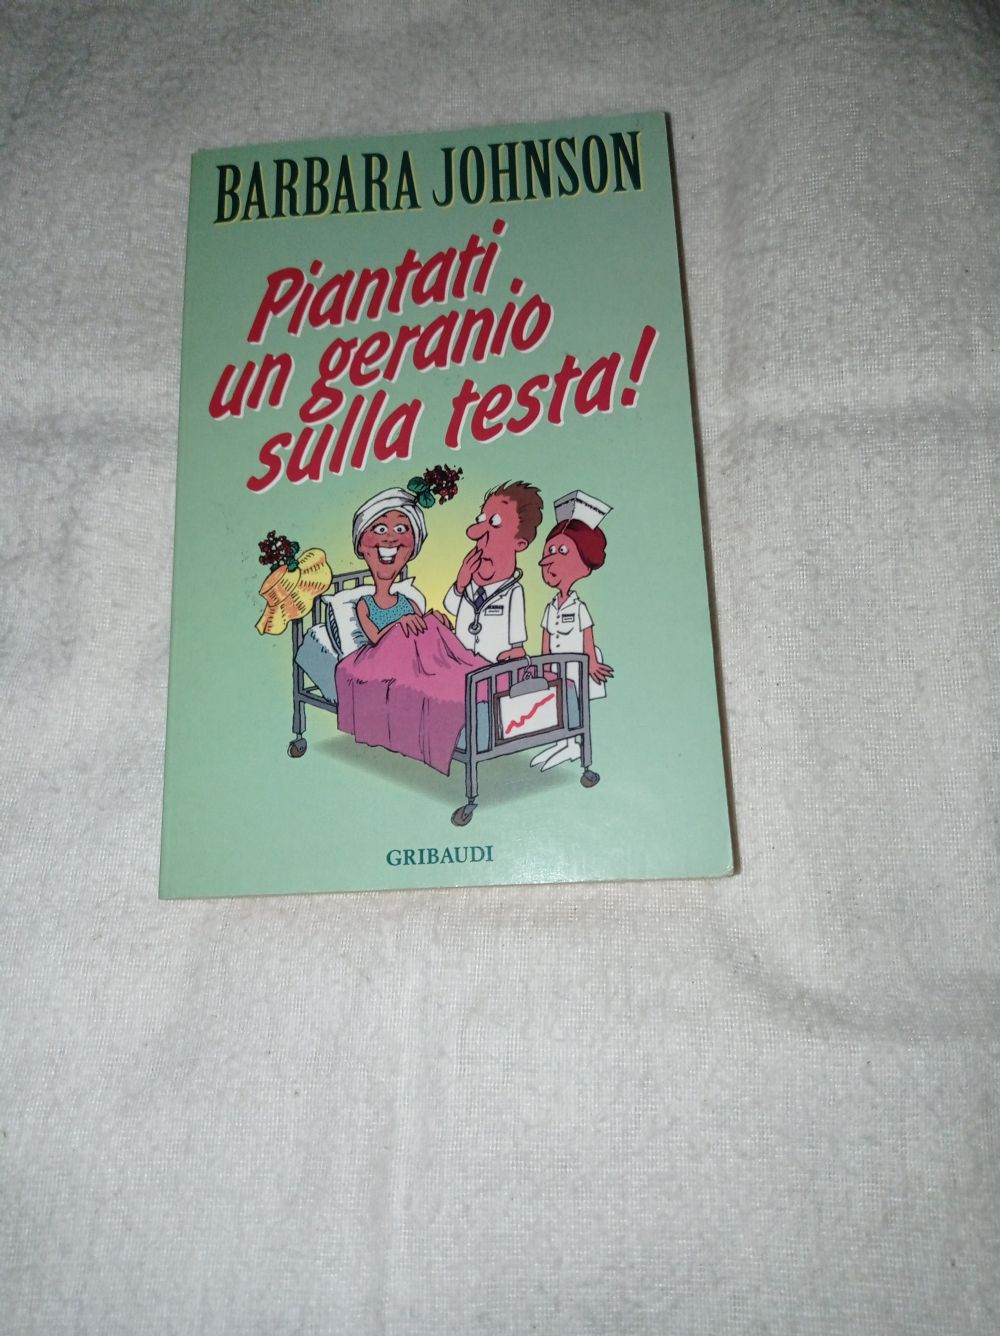 BARBARA JOHNSON
Piantati
un geranio
sulla testa!
GRIBAUDI